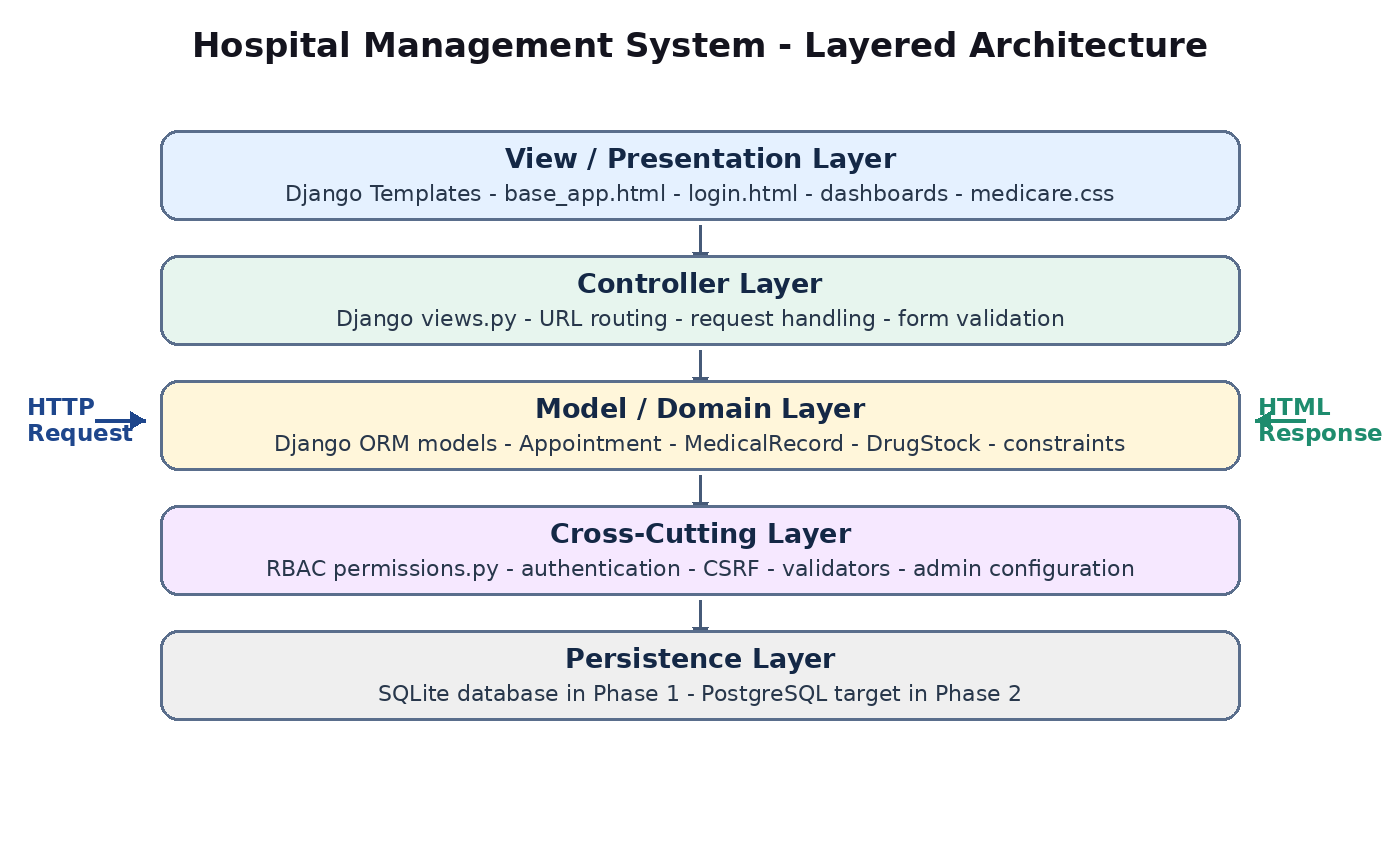 Hospital Management System - Layered Architecture
View / Presentation Layer
Django Templates - base_app.html - login.html - dashboards - medicare.css
Controller Layer
Django views.py - URL routing - request handling - form validation
HTTP
Request
Model / Domain Layer
Django ORM models - Appointment - MedicalRecord - DrugStock - constraints
HTML
Response
Cross-Cutting Layer
RBAC permissions.py - authentication - CSRF - validators - admin configuration
Persistence Layer
SQLite database in Phase 1 - PostgreSQL target in Phase 2